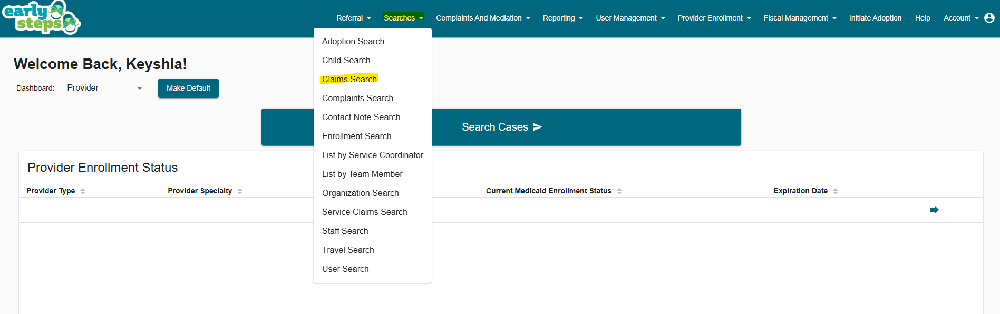 early
steps
Referral Searches Complaints And Mediation Reporting User Management Provider Enrollment Fiscal Management Initiate Adoption Help Account
Adoption Search
Child Search
Claims Search
Complaints Search
Contact Note Search
Enrollment Search
List by Service Coordinator
List by Team Member
Organization Search
Service Claims Search
Staff Search
Travel Search
User Search
Welcome Back, Keyshla!
Dashboard: Provider Make Default
Search Cases
Provider Enrollment Status
Provider Type Provider Specialty Current Medicaid Enrollment Status Expiration Date